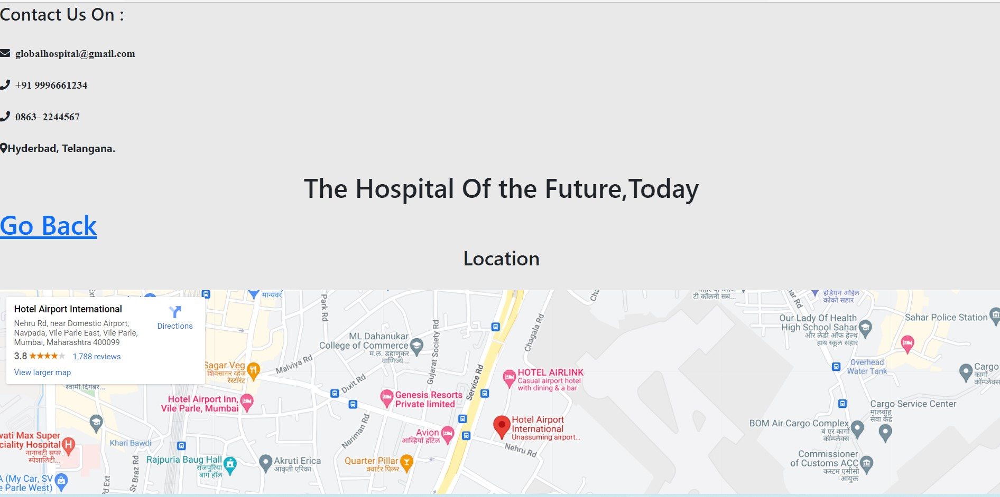 Contact Us On :
globalhospital@gmail.com
+91 9996661234
0863- 2244567
Hyderbad, Telangana.
The Hospital Of the Future,Today
Go Back
Location
Hotel Airport International
Nehru Rd, near Domestic Airport,
Navpada, Vile Parle East, Vile Parle,
Mumbai, Maharashtra 400099
Directions
3.8
1,788 reviews
View larger map
स्वामी दिगंबर...
मान्यवर
Park Rd
Sagar Veg
शिवसागर व्हेज
रेस्टॉरंट
Malviya Rd
Dixit Rd
ML Dahanukar
College of Commerce
म.ल. डहाणूकर
वाणिज्य...
Gujarat Society Rd
Service Rd
Chagala Rd
HOTEL AIRLINK
Casual airport hotel
with dining & a bar
Hotel Airport Inn,
Vile Parle, Mumbai
Genesis Resorts
Private limited
Hotel Airport
International
Unassuming airport...
Nehru Rd
Nariman Rd
Avion
आव्हियों हॉटेल
Khari Bawdi
vati Max Super
ciality Hospital
नानावटी सपर
स्पेशालिटी...
Rajpuria Baug Hall
राजपुरिया
बाग हॉल
St Braz Rd
Rd Ext
A (My Car, SV
e Parle West)
Akruti Erica
आकृती एरिका
Quarter Pillar
क्वार्टर पिलर
टी कॉलनी सब...
इंडियन ऑइल
कोको सहार
ar Rd
Our Lady Of Health
High School Sahar
और लेडी ऑफ हेल्थ
हाय स्कूल सहार
Sahar Police Station
Overhead
Water Tank
Cargo
कार्गो
कॉम्प्लेक्स
Cargo Service Center
मालवाहू
सेवा केंद्र
BOM Air Cargo Complex
बं एर कार्गो
कॉम्प्लेक्स
Commissioner
of Customs ACC
कस्टम एसीसी
आयुक्त